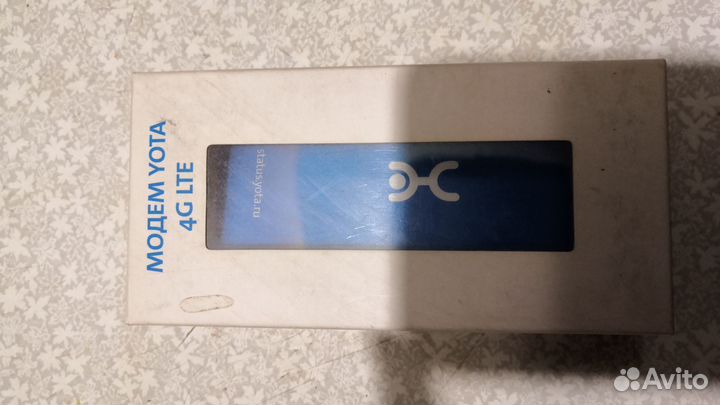 МОДЕМ YOTA
4G LTE
status.yota.ru
Avito